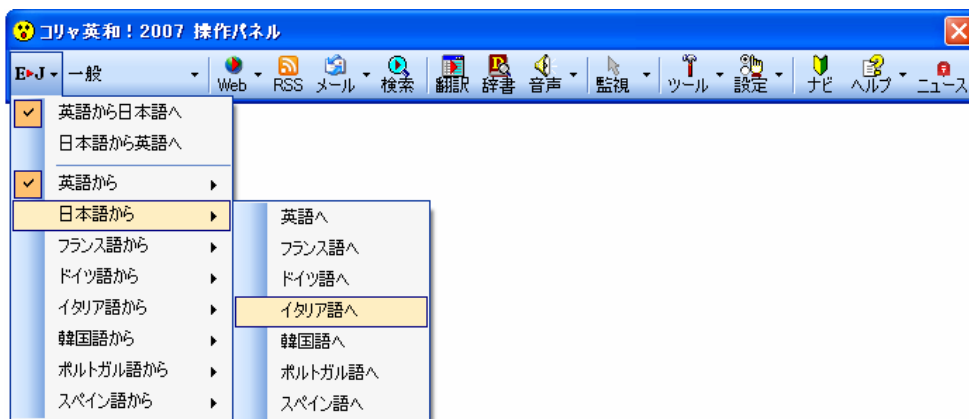 コリャ英和！2007 操作パネル
E▸J 一般 Web RSS メール 検索 翻訳 辞書 音声 監視 ツール 設定 ナビ ヘルプ ニュース
英語から日本語へ
日本語から英語へ
英語から
日本語から 英語へ
フランス語から フランス語へ
ドイツ語から ドイツ語へ
イタリア語から イタリア語へ
韓国語から 韓国語へ
ポルトガル語から ポルトガル語へ
スペイン語から スペイン語へ